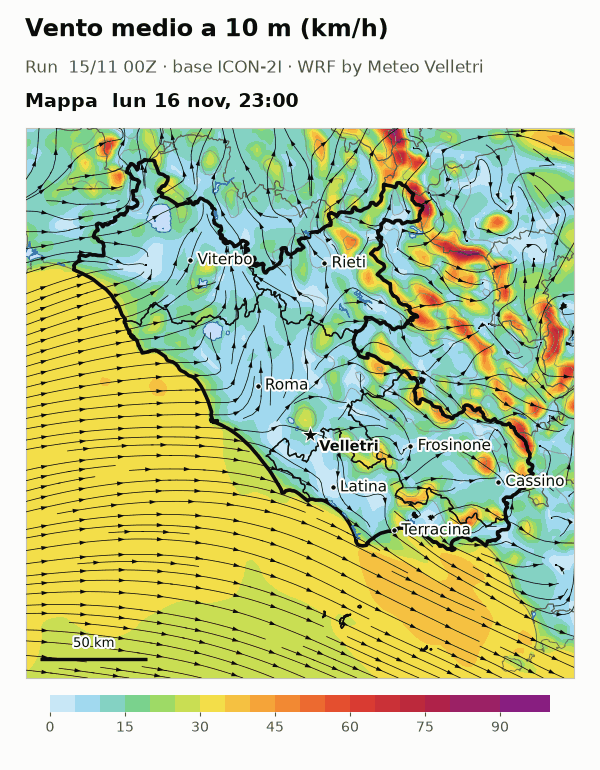 Vento medio a 10 m (km/h)
Run 15/11 00Z · base ICON-2I · WRF by Meteo Velletri
Mappa lun 16 nov, 23:00
Viterbo
Rieti
Roma
Velletri
Frosinone
Cassino
Latina
Terracina
50 km
0 15 30 45 60 75 90